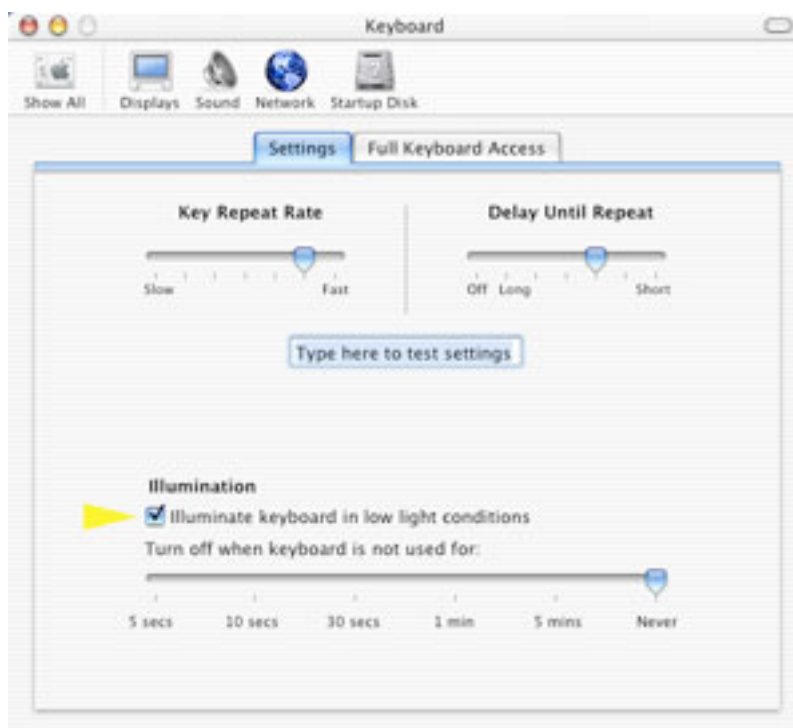 Keyboard
Show All Displays Sound Network Startup Disk
Settings Full Keyboard Access
Key Repeat Rate Delay Until Repeat
Slow Fast Off Long Short
Type here to test settings
Illumination
Illuminate keyboard in low light conditions
Turn off when keyboard is not used for:
5 secs 10 secs 30 secs 1 min 5 mins Never